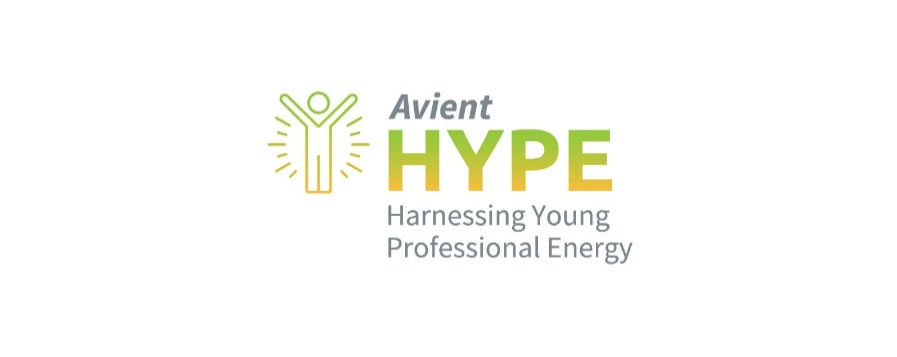 Avient
HYPE
Harnessing Young
Professional Energy